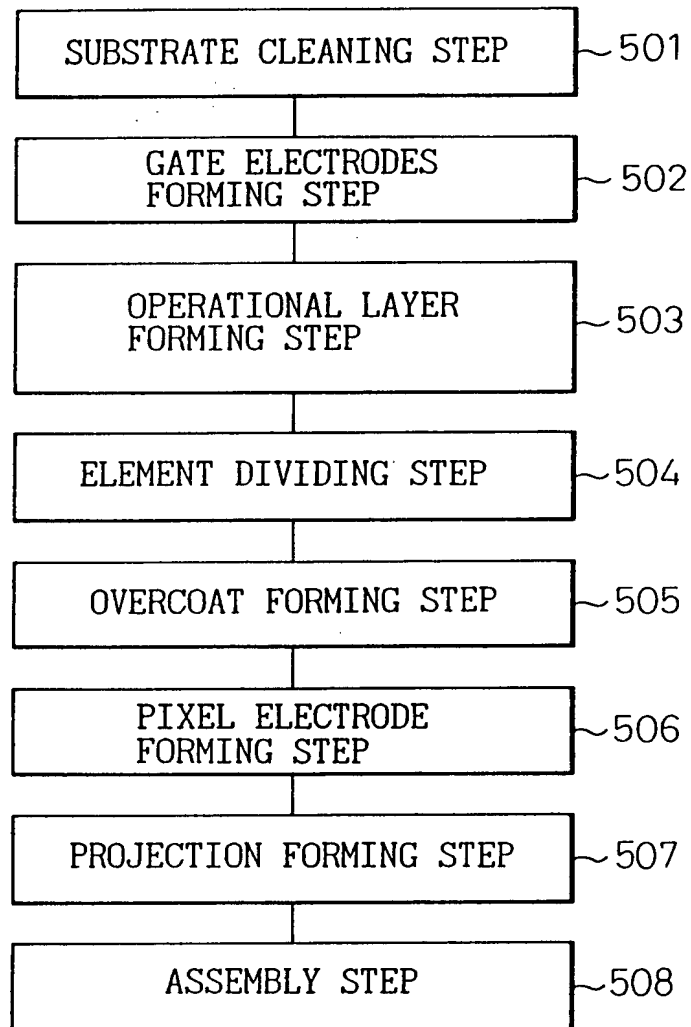 SUBSTRATE CLEANING STEP 501
GATE ELECTRODES
FORMING STEP
502
OPERATIONAL LAYER
FORMING STEP
503
ELEMENT DIVIDING STEP 504
OVERCOAT FORMING STEP 505
PIXEL ELECTRODE
FORMING STEP
506
PROJECTION FORMING STEP 507
ASSEMBLY STEP 508